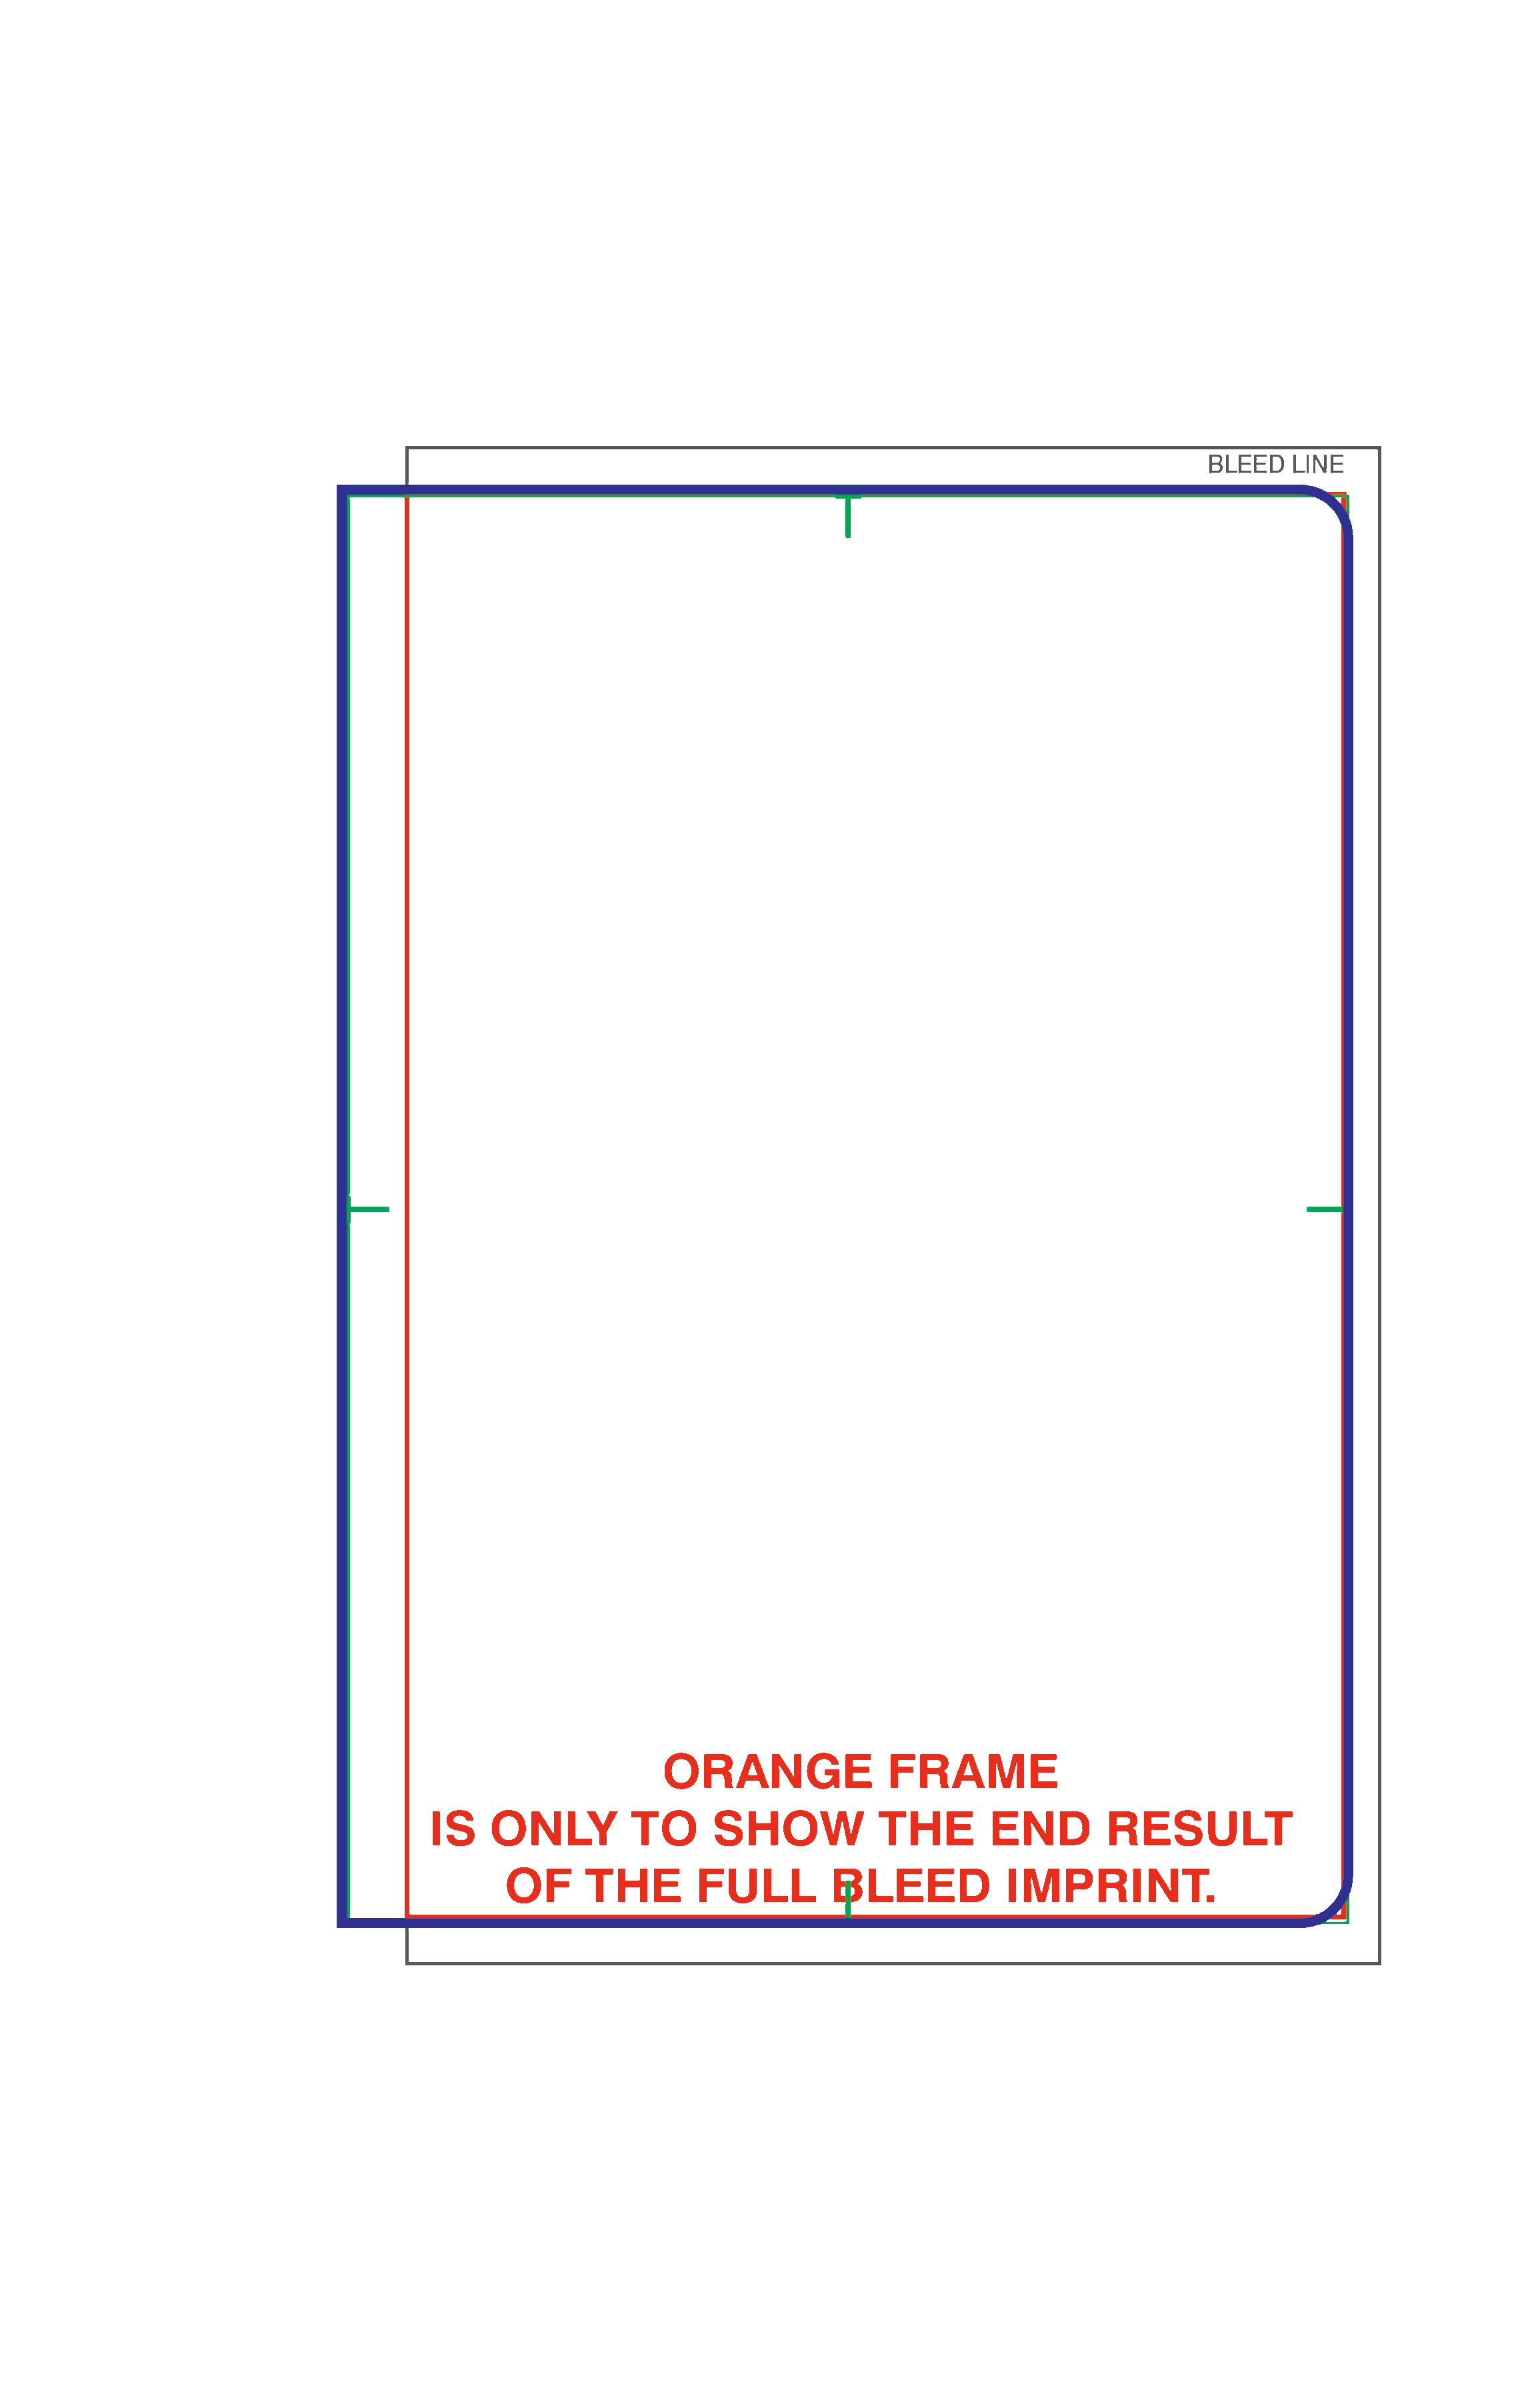 BLEED LINE
ORANGE FRAME
IS ONLY TO SHOW THE END RESULT
OF THE FULL BLEED IMPRINT.